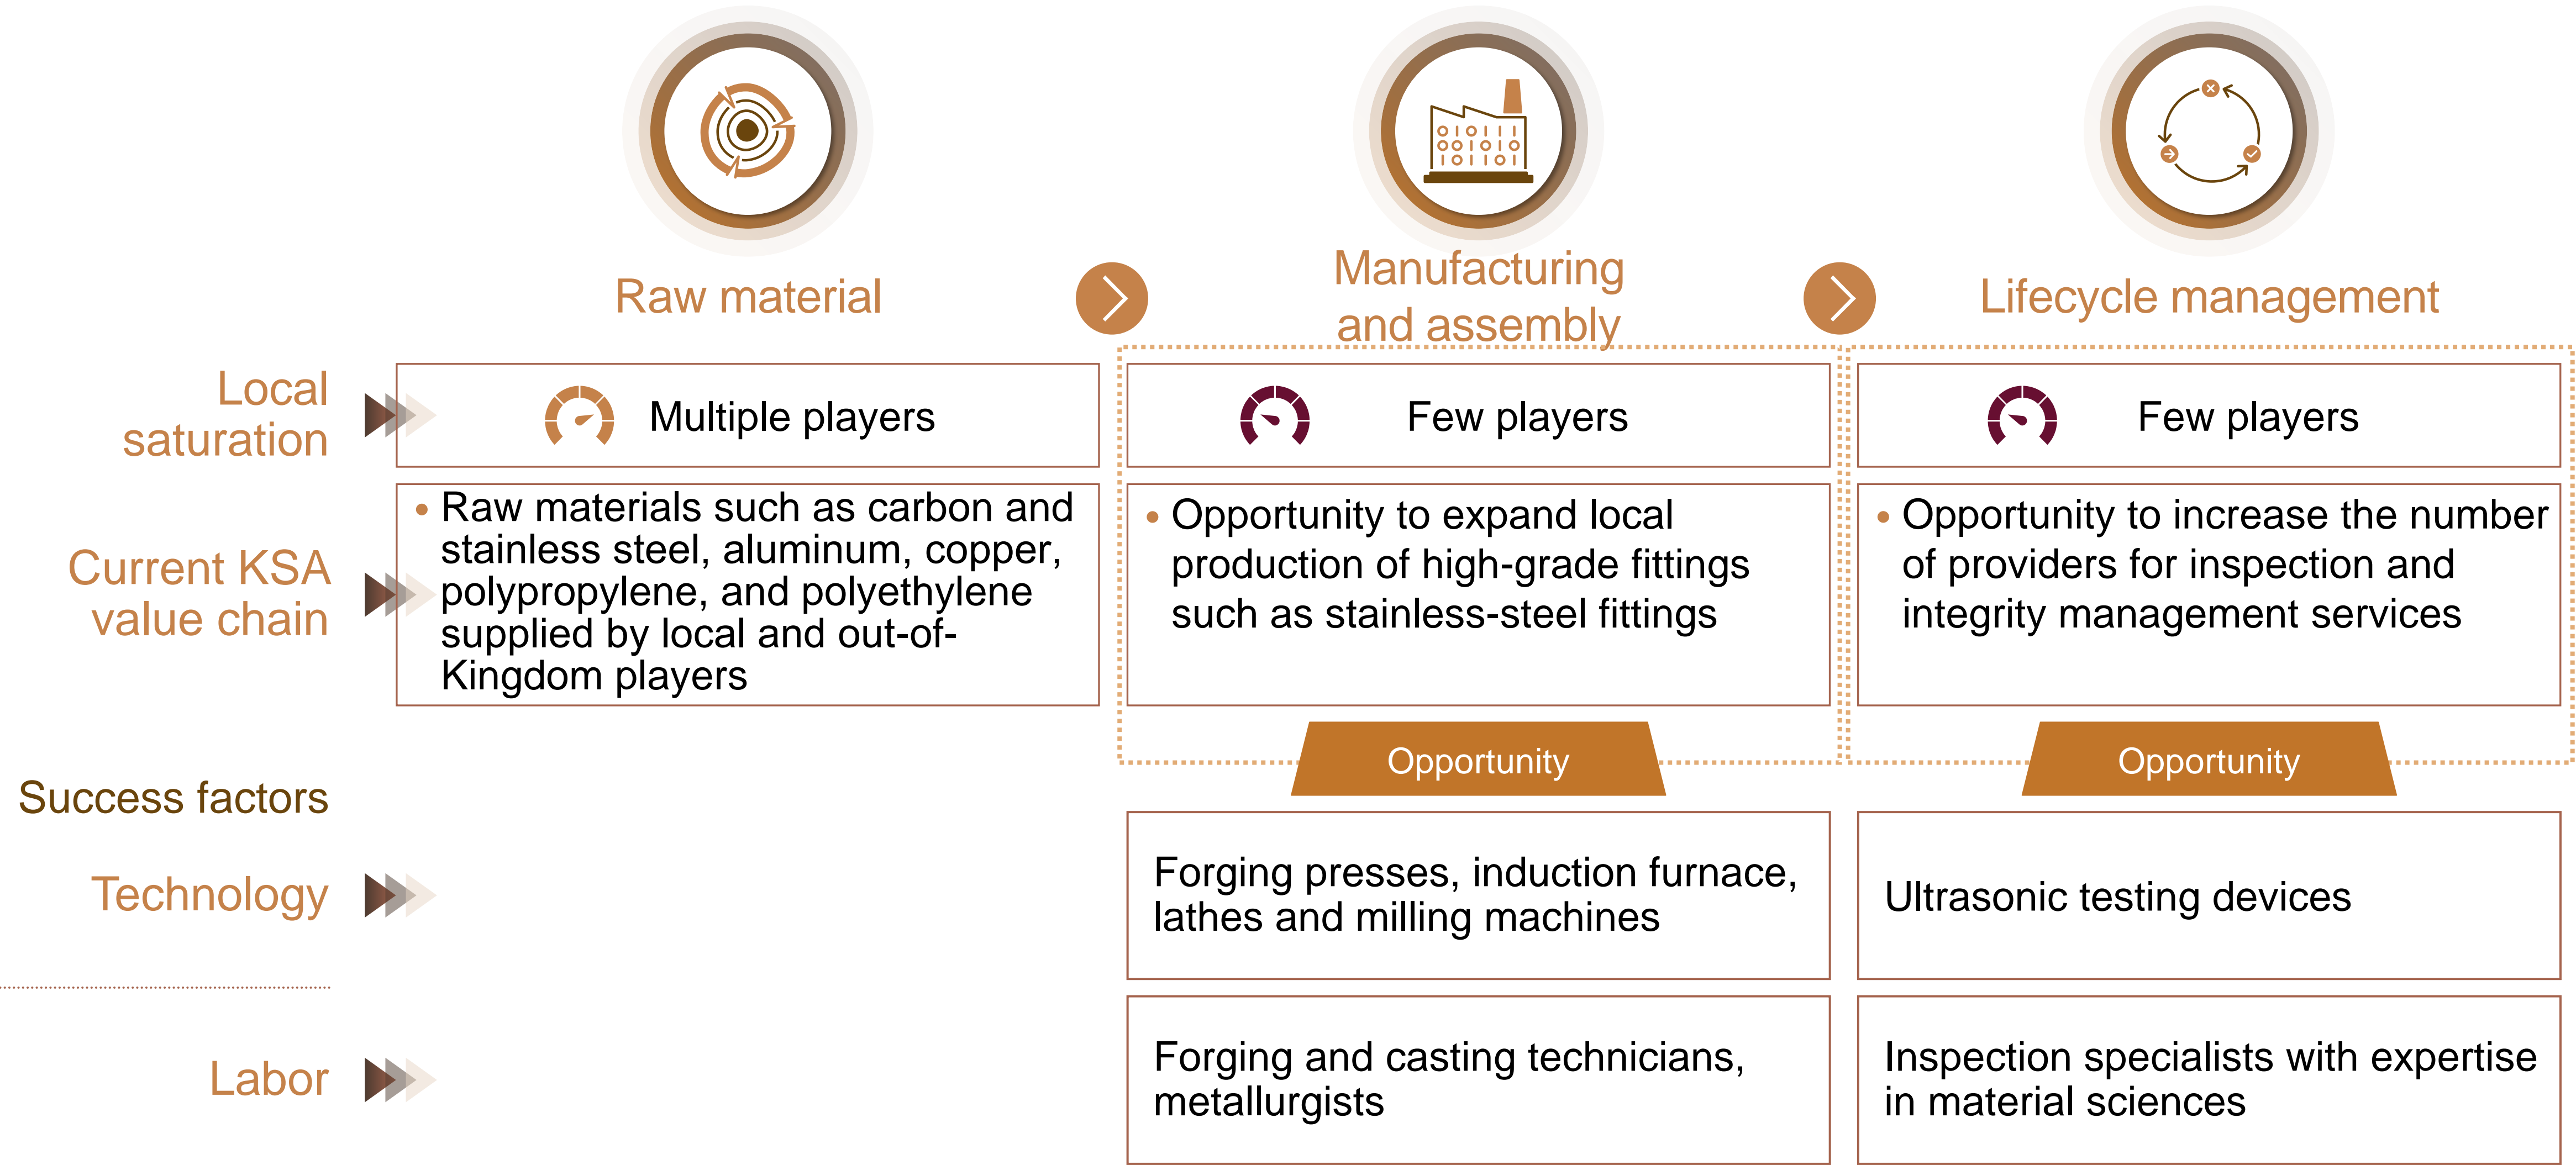 Raw material
Manufacturing
and assembly
Lifecycle management
Local
saturation
Multiple players
Few players
Few players
Current KSA
value chain
• Raw materials such as carbon and
stainless steel, aluminum, copper,
polypropylene, and polyethylene
supplied by local and out-of-
Kingdom players
• Opportunity to expand local
production of high-grade fittings
such as stainless-steel fittings
• Opportunity to increase the number
of providers for inspection and
integrity management services
Opportunity
Opportunity
Success factors
Technology
Forging presses, induction furnace,
lathes and milling machines
Ultrasonic testing devices
Labor
Forging and casting technicians,
metallurgists
Inspection specialists with expertise
in material sciences